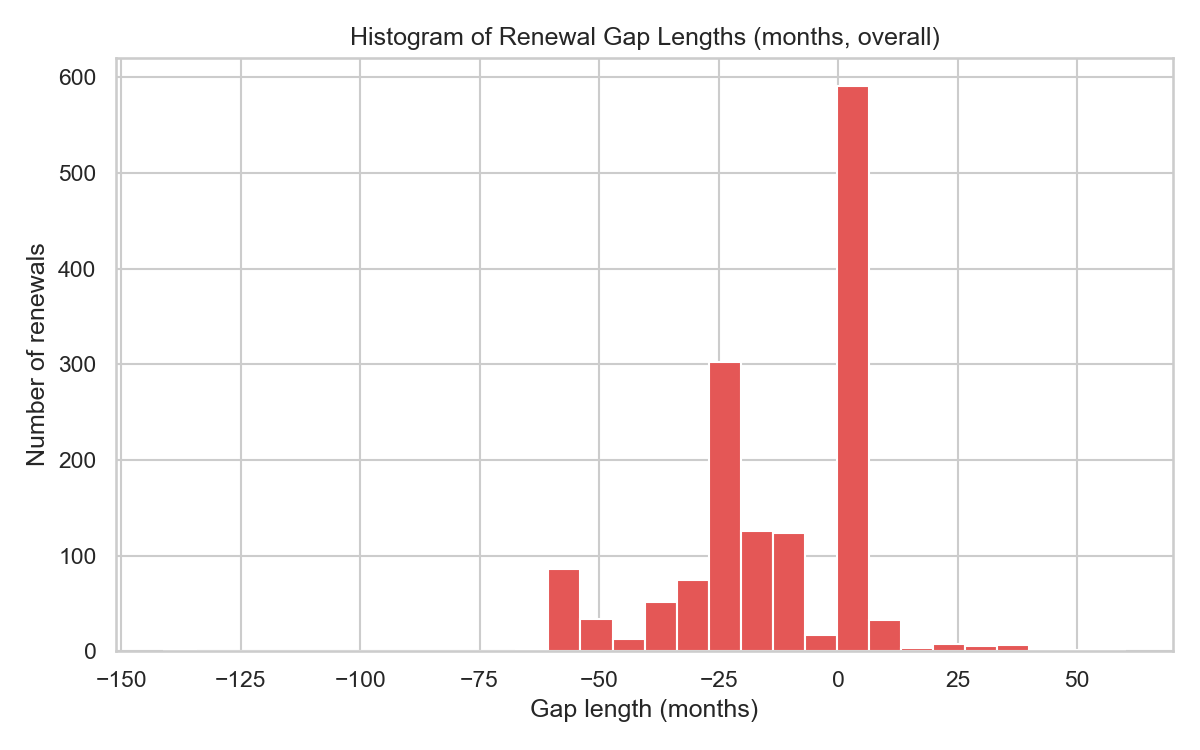 Histogram of Renewal Gap Lengths (months, overall)
600
500
400
300
200
100
0
Number of renewals
−150 −125 −100 −75 −50 −25 0 25 50
Gap length (months)